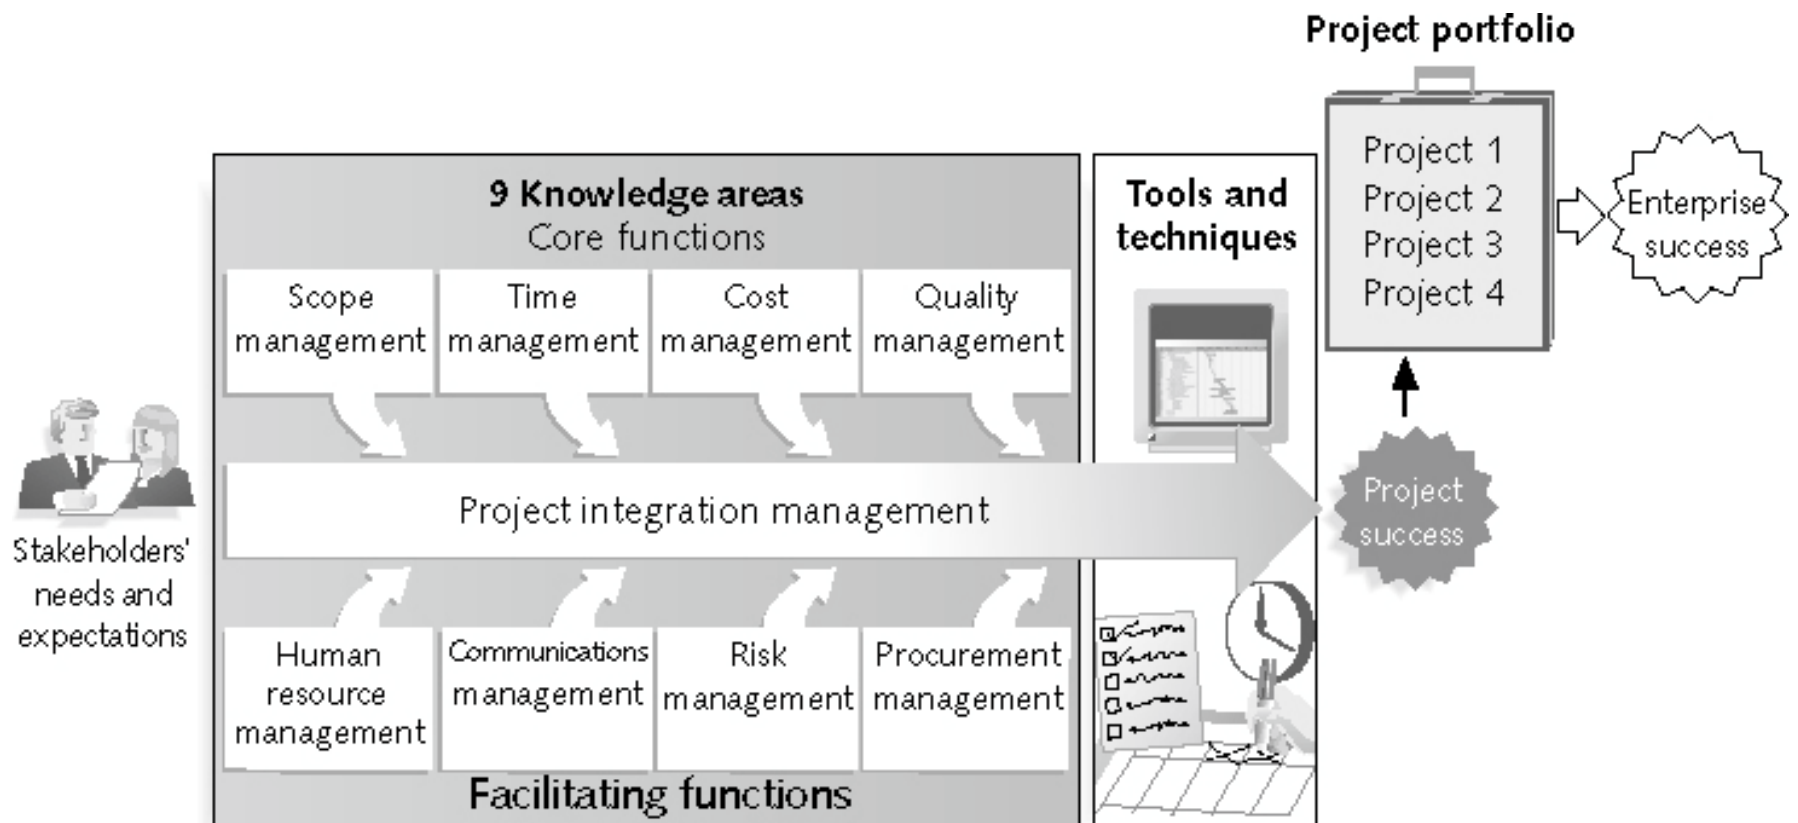 Project portfolio
Project 1
Project 2
Project 3
Project 4
Enterprise
success
9 Knowledge areas
Core functions
Scope
management
Time
management
Cost
management
Quality
management
Tools and
techniques
Stakeholders'
needs and
expectations
Project integration management
Project
success
Human
resource
management
Communications
management
Risk
management
Procurement
management
Facilitating functions